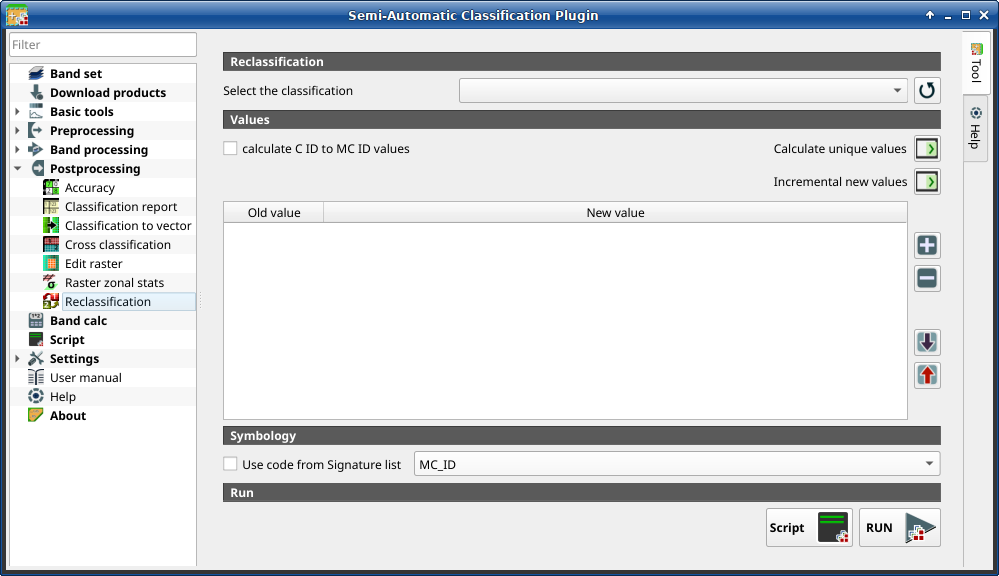 Semi-Automatic Classification Plugin
Filter
Band set
Download products
Basic tools
Preprocessing
Band processing
Postprocessing
Accuracy
Classification report
Classification to vector
Cross classification
Edit raster
Raster zonal stats
Reclassification
Band calc
Script
Settings
User manual
Help
About
Reclassification
Select the classification
Values
calculate C ID to MC ID values
Calculate unique values
Incremental new values
Old value New value
Symbology
Use code from Signature list MC_ID
Run
Script RUN
Tool
Help